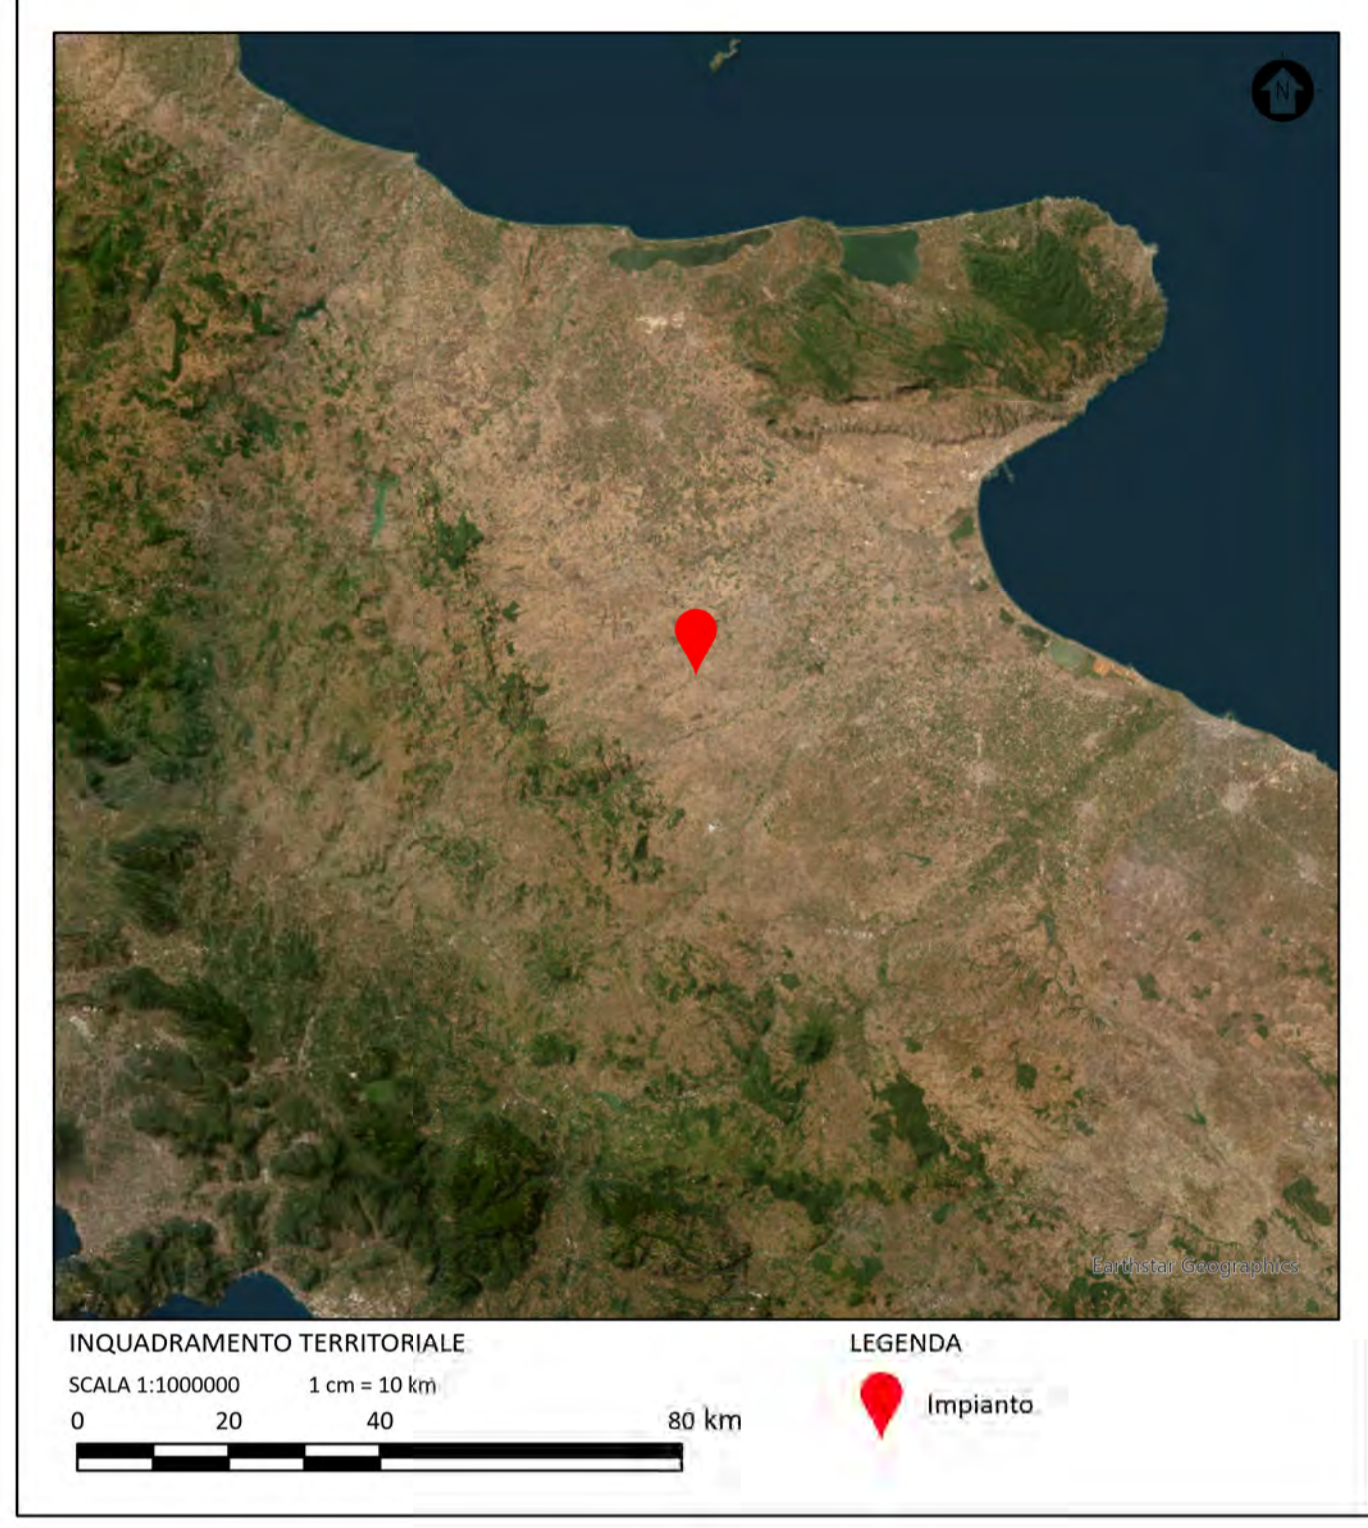 N
Earthstar Geographics
INQUADRAMENTO TERRITORIALE
SCALA 1:1000000 1 cm = 10 km
0 20 40 80 km
LEGENDA
Impianto